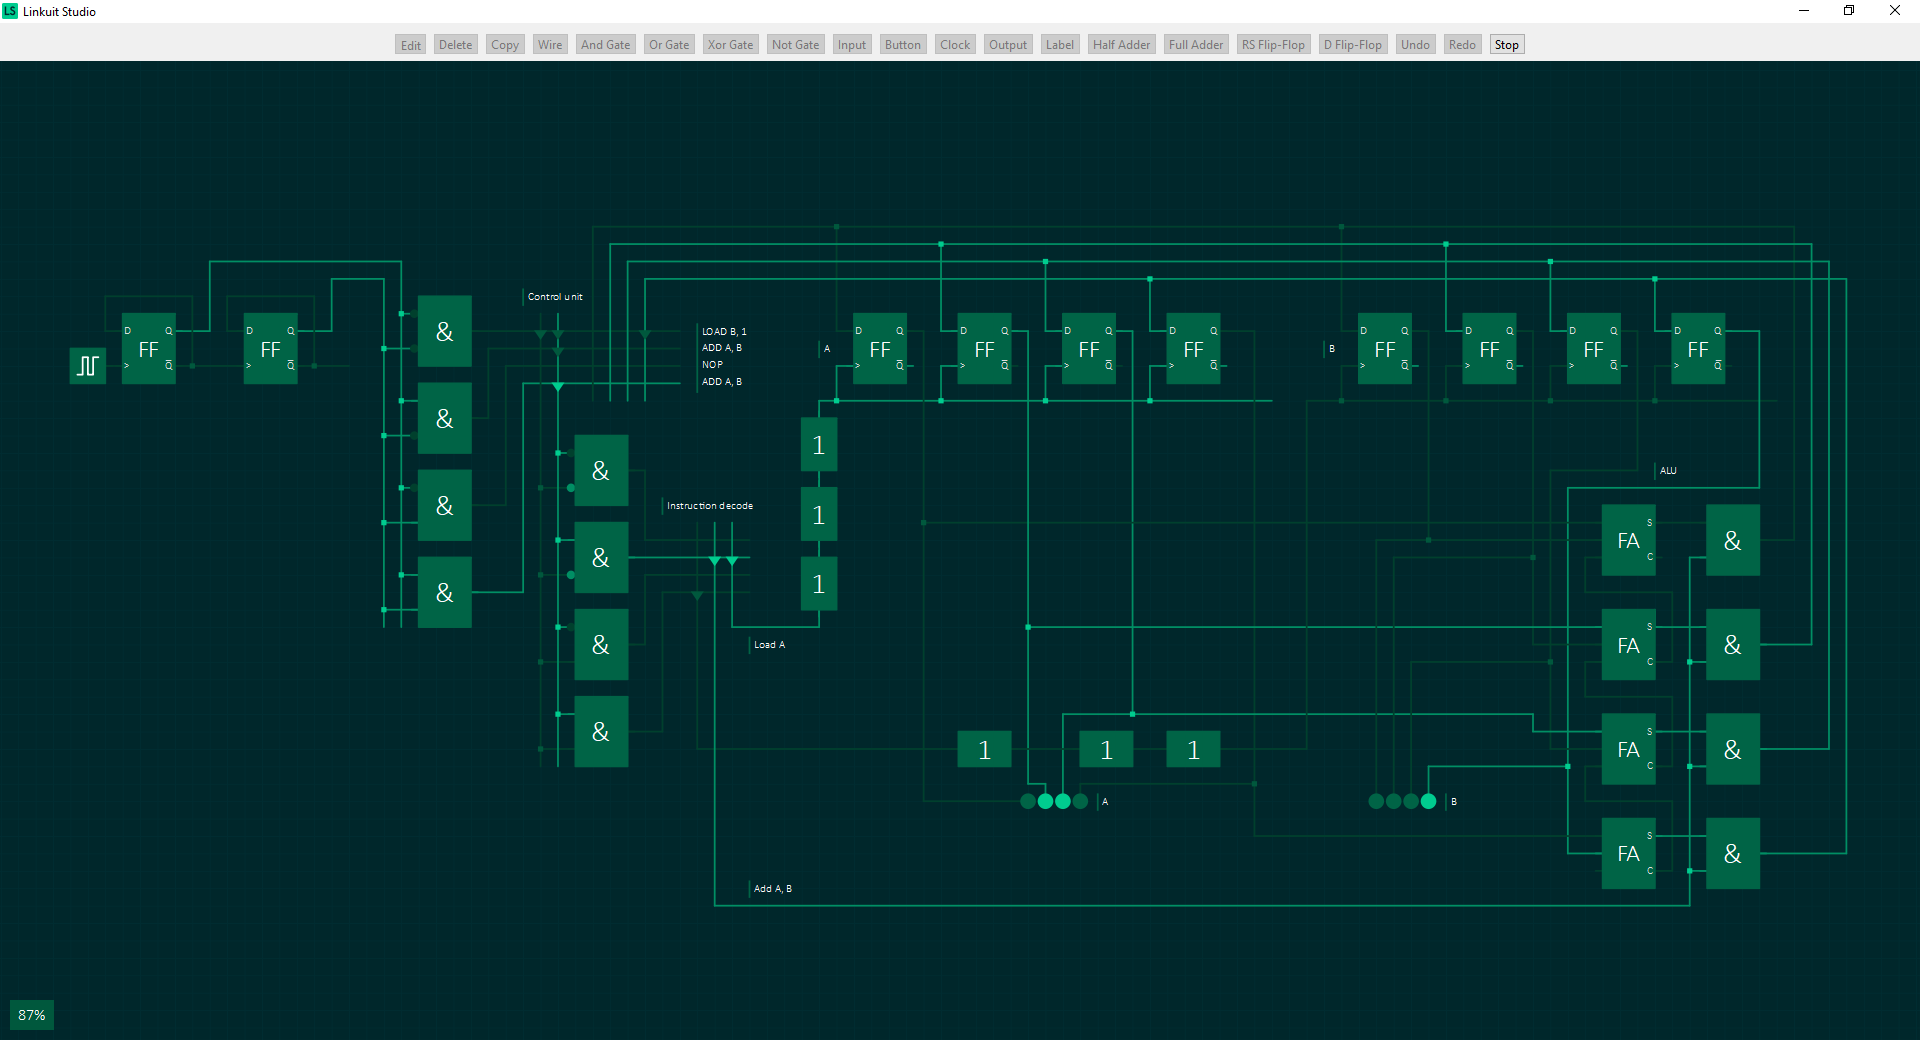 LS Linkuit Studio
Edit Delete Copy Wire And Gate Or Gate Xor Gate Not Gate Input Button Clock Output Label Half Adder Full Adder RS Flip-Flop D Flip-Flop Undo Redo Stop
Control unit
D Q FF > Q̅
D Q FF > Q̅
&
&
&
&
LOAD B, 1
ADD A, B
NOP
ADD A, B
A
D Q FF > Q̅
D Q FF > Q̅
D Q FF > Q̅
D Q FF > Q̅
B
D Q FF > Q̅
D Q FF > Q̅
D Q FF > Q̅
D Q FF > Q̅
&
&
&
&
Instruction decode
1
1
1
Load A
ALU
FA S C &
FA S C &
FA S C &
FA S C &
1 1 1
A
B
Add A, B
87%